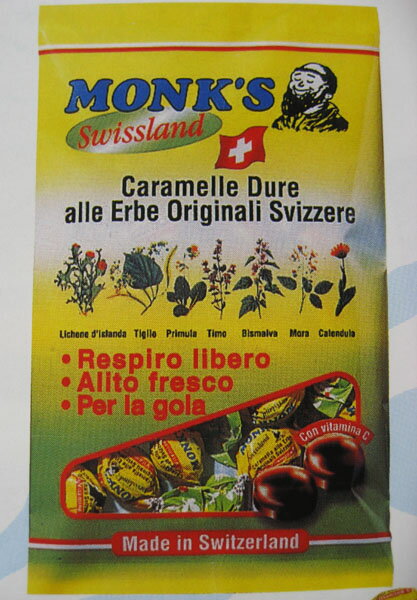 MONK'S
Swissland
Caramelle Dure
alle Erbe Originali Svizzere
Lichene d'islanda Tiglio Primula Timo Bismalva Mora Calendula
• Respiro libero
• Alito fresco
• Per la gola
Con vitamina C
MONK'S
Made in Switzerland